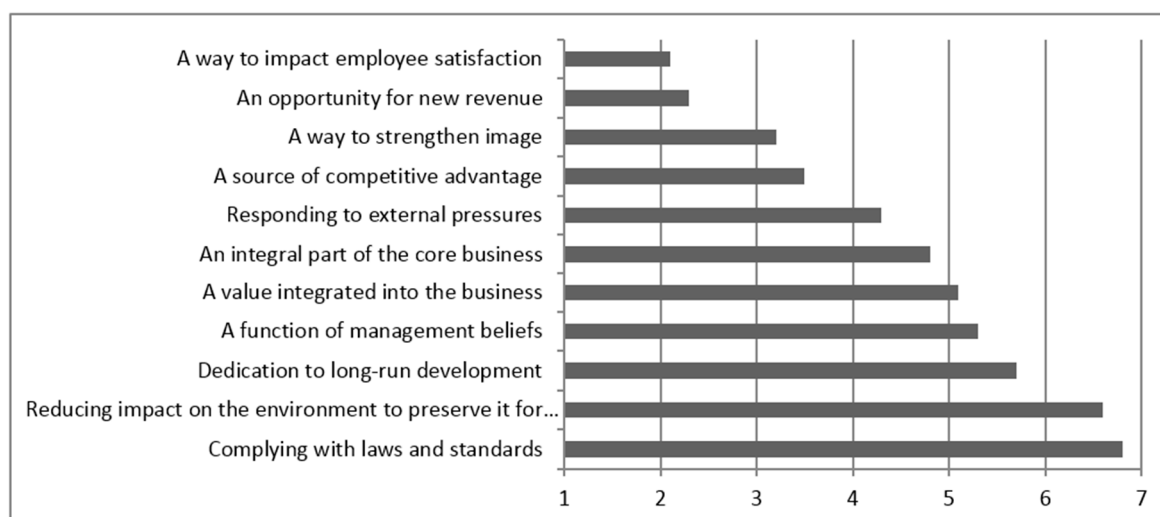 A way to impact employee satisfaction
An opportunity for new revenue
A way to strengthen image
A source of competitive advantage
Responding to external pressures
An integral part of the core business
A value integrated into the business
A function of management beliefs
Dedication to long-run development
Reducing impact on the environment to preserve it for...
Complying with laws and standards
1 2 3 4 5 6 7